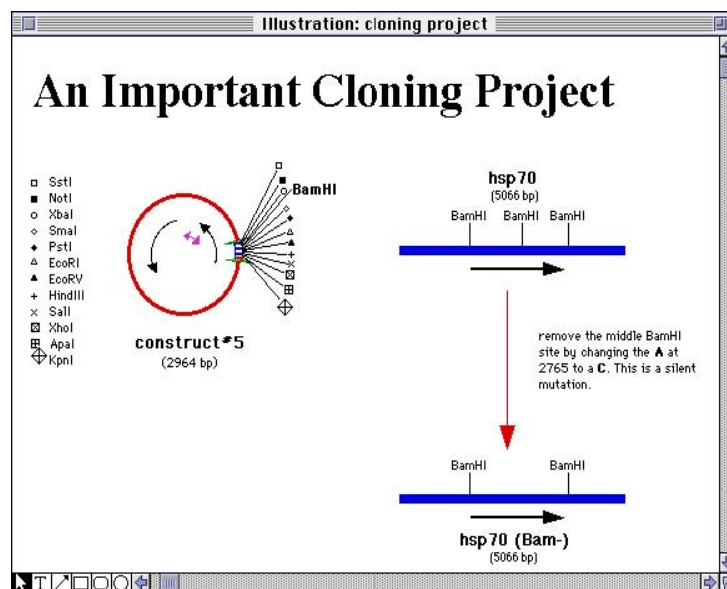 Illustration: cloning project
An Important Cloning Project
SstI
NotI
XbaI
SmaI
PstI
EcoRI
EcoRV
HindIII
SalI
XhoI
ApaI
KpnI
BamHI
construct#5
(2964 bp)
hsp70
(5066 bp)
BamHI BamHI BamHI
remove the middle BamHI
site by changing the A at
2765 to a C. This is a silent
mutation.
BamHI BamHI
hsp70 (Bam-)
(5066 bp)
T